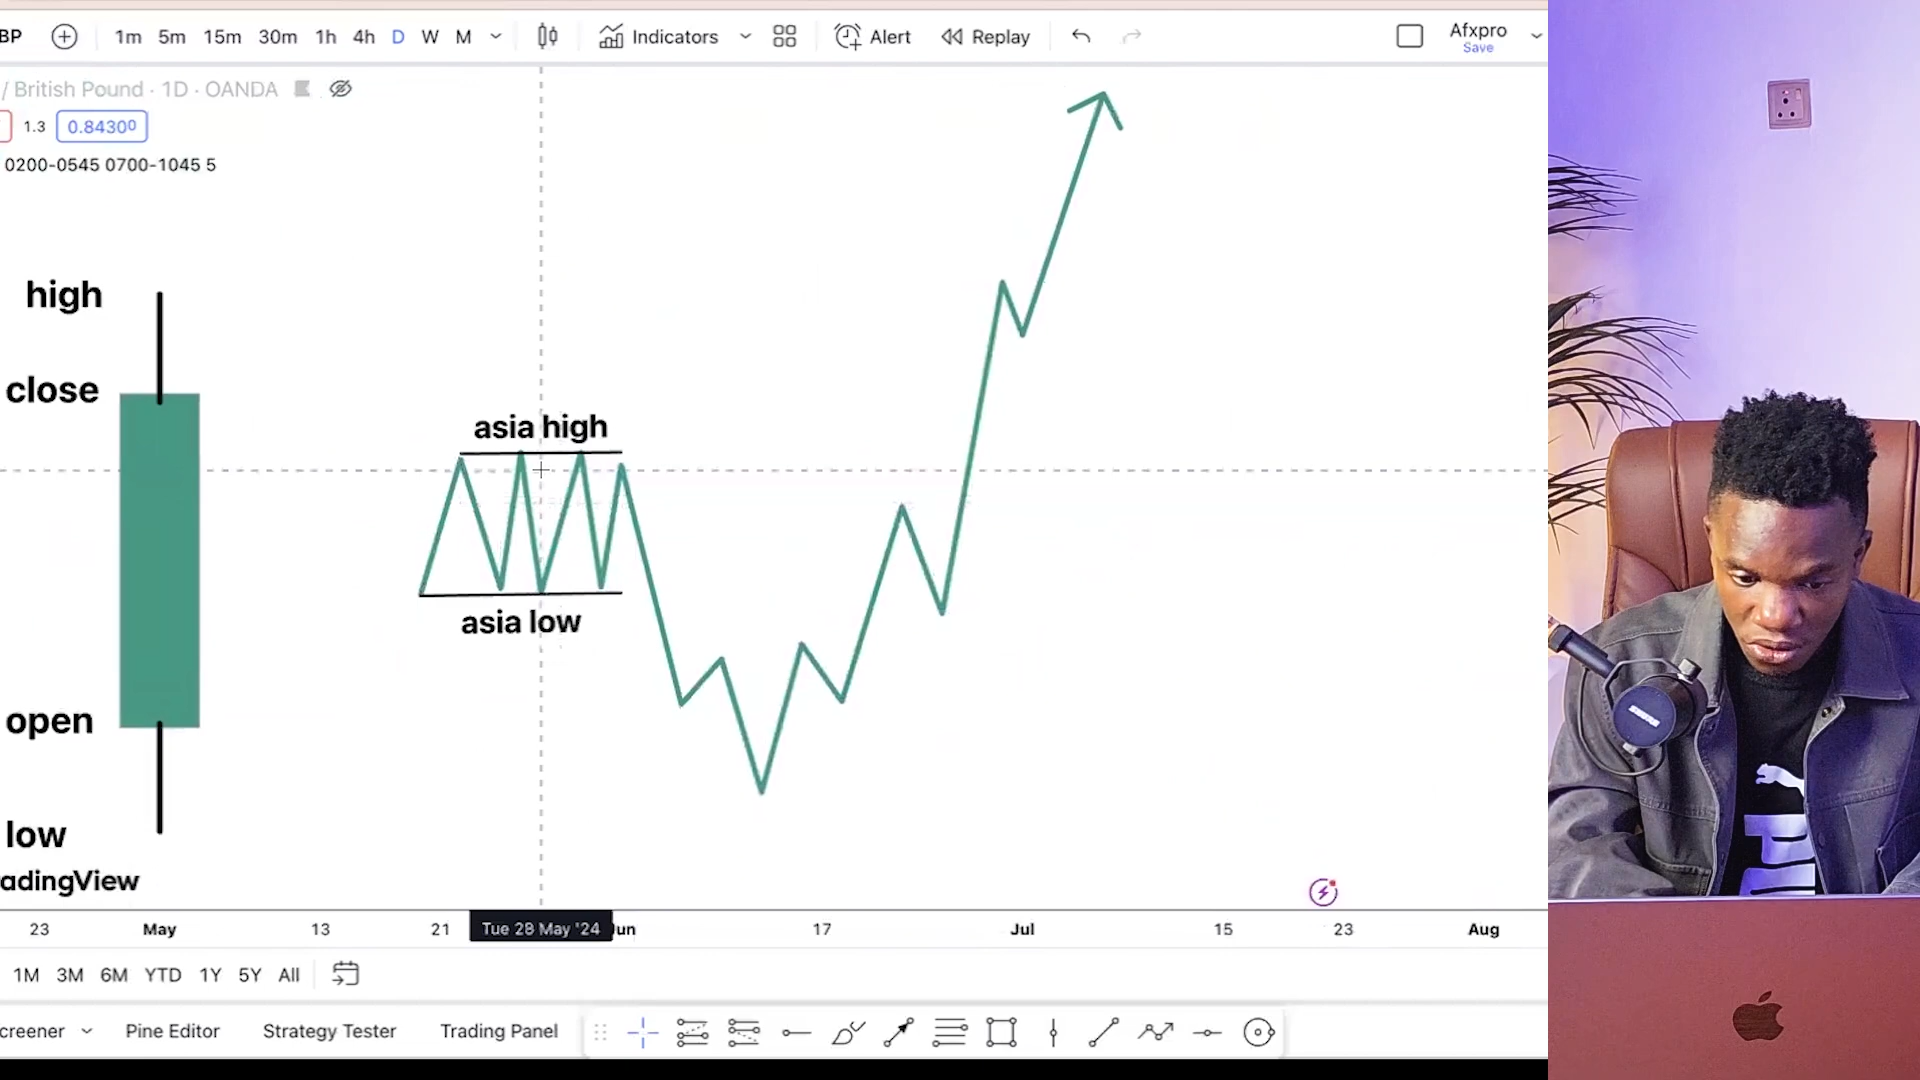 BP 1m 5m 15m 30m 1h 4h D W M Indicators Alert Replay Afxpro
Save
/ British Pound · 1D · OANDA
1.3 0.84300
0200-0545 0700-1045 5
high
close
asia high
asia low
open
low
adingView
23 May 13 21 Tue 28 May '24 Jun 17 Jul 15 23 Aug
1M 3M 6M YTD 1Y 5Y All
creener Pine Editor Strategy Tester Trading Panel
SHURE